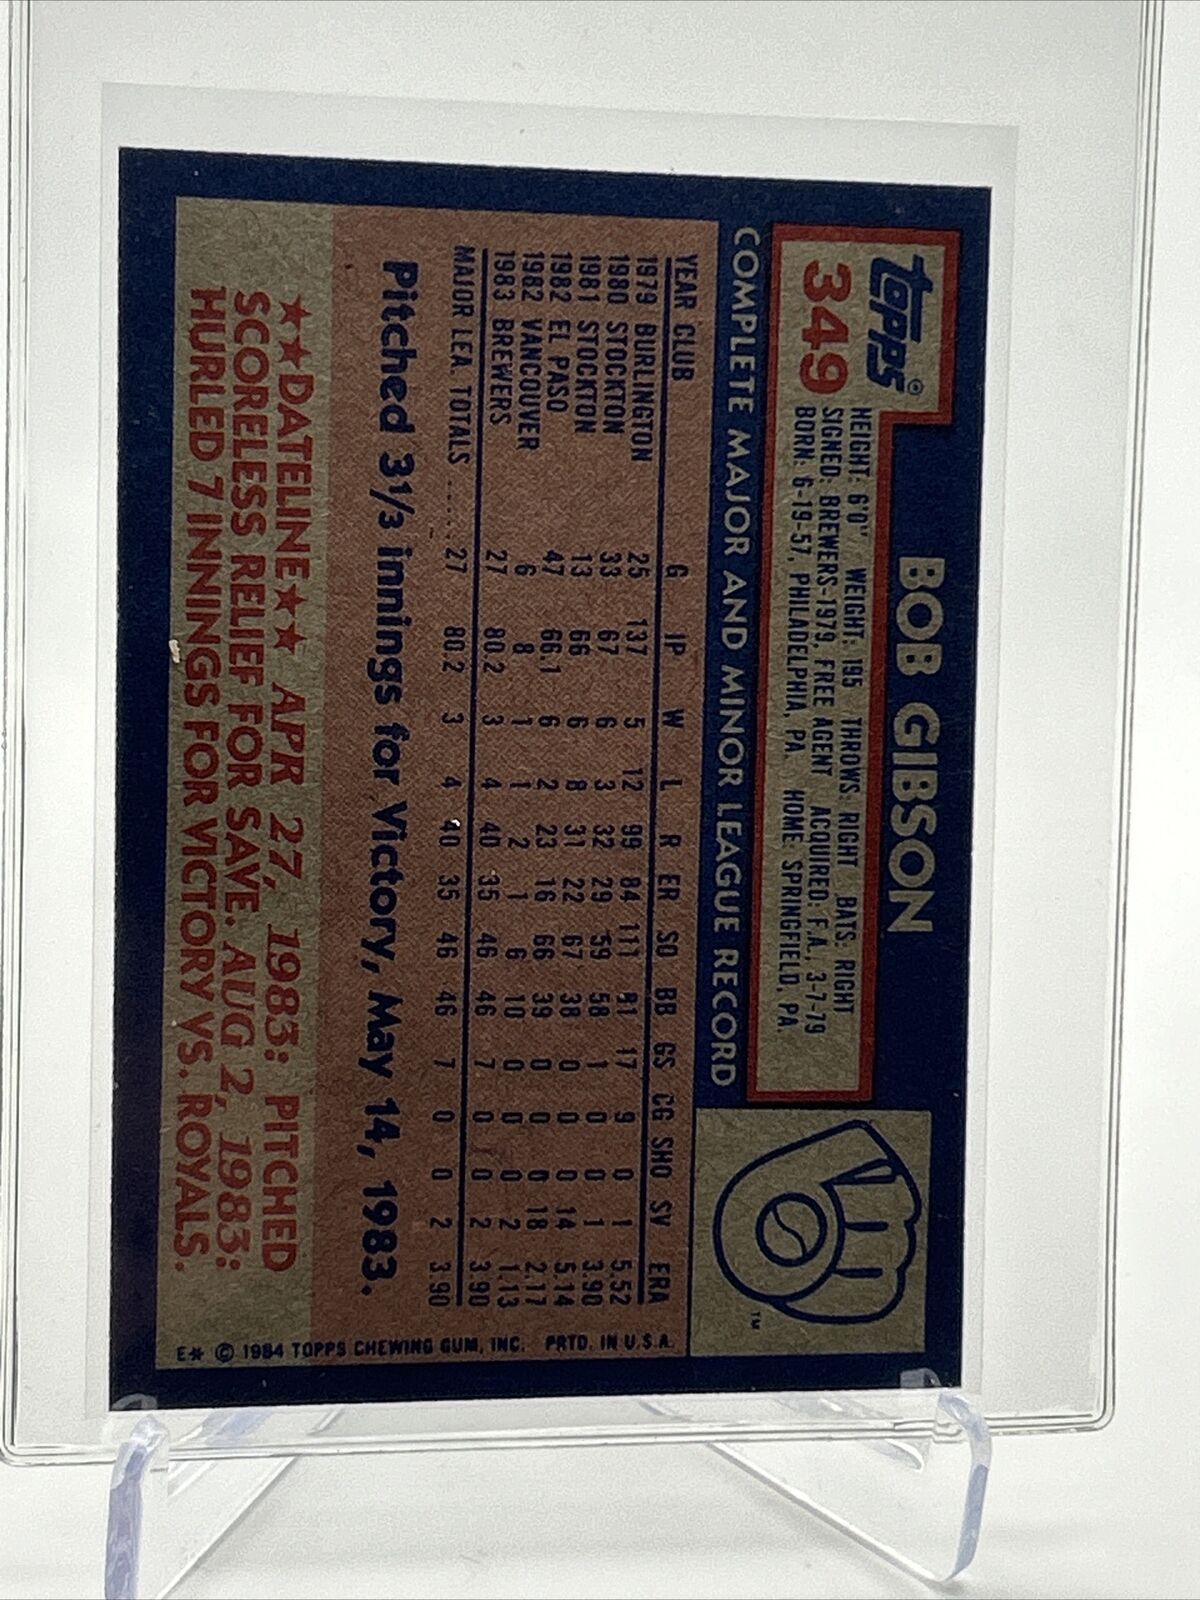 topps®
349
BOB GIBSON
HEIGHT: 6'0" WEIGHT: 195 THROWS: RIGHT BATS: RIGHT
SIGNED: BREWERS-1979, FREE AGENT ACQUIRED: F.A., 3-7-79
BORN: 6-19-57, PHILADELPHIA, PA. HOME: SPRINGFIELD, PA.
COMPLETE MAJOR AND MINOR LEAGUE RECORD
TM
YEAR CLUB G IP W L R ER SO BB GS CG SHO SV ERA
1979 BURLINGTON 25 137 5 12 99 84 111 91 17 9 0 1 5.52
1980 STOCKTON 33 67 6 3 32 29 59 58 1 0 0 1 3.90
1981 STOCKTON 13 66 6 8 31 22 67 38 0 0 0 14 5.14
1982 EL PASO 47 66.1 6 2 23 16 66 39 0 0 0 18 2.17
1982 VANCOUVER 6 8 1 1 2 1 6 10 0 0 0 2 1.13
1983 BREWERS 27 80.2 3 4 40 35 46 46 7 0 0 2 3.90
MAJOR LEA. TOTALS ...... 27 80.2 3 4 40 35 46 46 7 0 0 2 3.90
Pitched 3⅓ innings for Victory, May 14, 1983.
★★DATELINE★★ APR 27, 1983: PITCHED
SCORELESS RELIEF FOR SAVE. AUG 2, 1983:
HURLED 7 INNINGS FOR VICTORY VS. ROYALS.
E* © 1984 TOPPS CHEWING GUM, INC. PRTD. IN U.S.A.